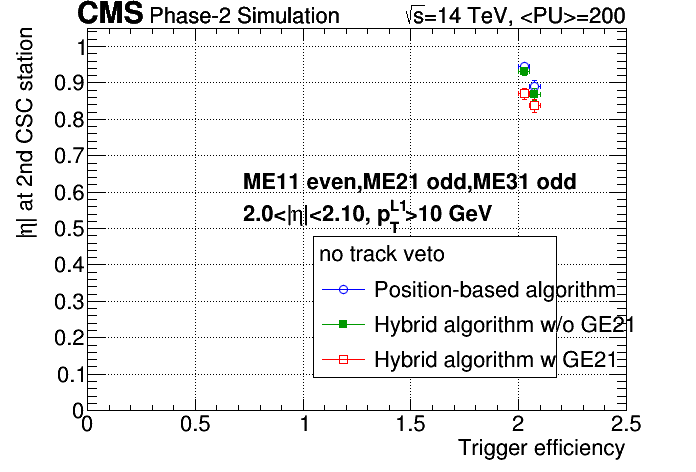 CMS Phase-2 Simulation √s=14 TeV, <PU>=200
|η| at 2nd CSC station
1
0.9
0.8
0.7
0.6
0.5
0.4
0.3
0.2
0.1
0
ME11 even,ME21 odd,ME31 odd
2.0<|η|<2.10, p_T^L1>10 GeV
no track veto
Position-based algorithm
Hybrid algorithm w/o GE21
Hybrid algorithm w GE21
0 0.5 1 1.5 2 2.5
Trigger efficiency